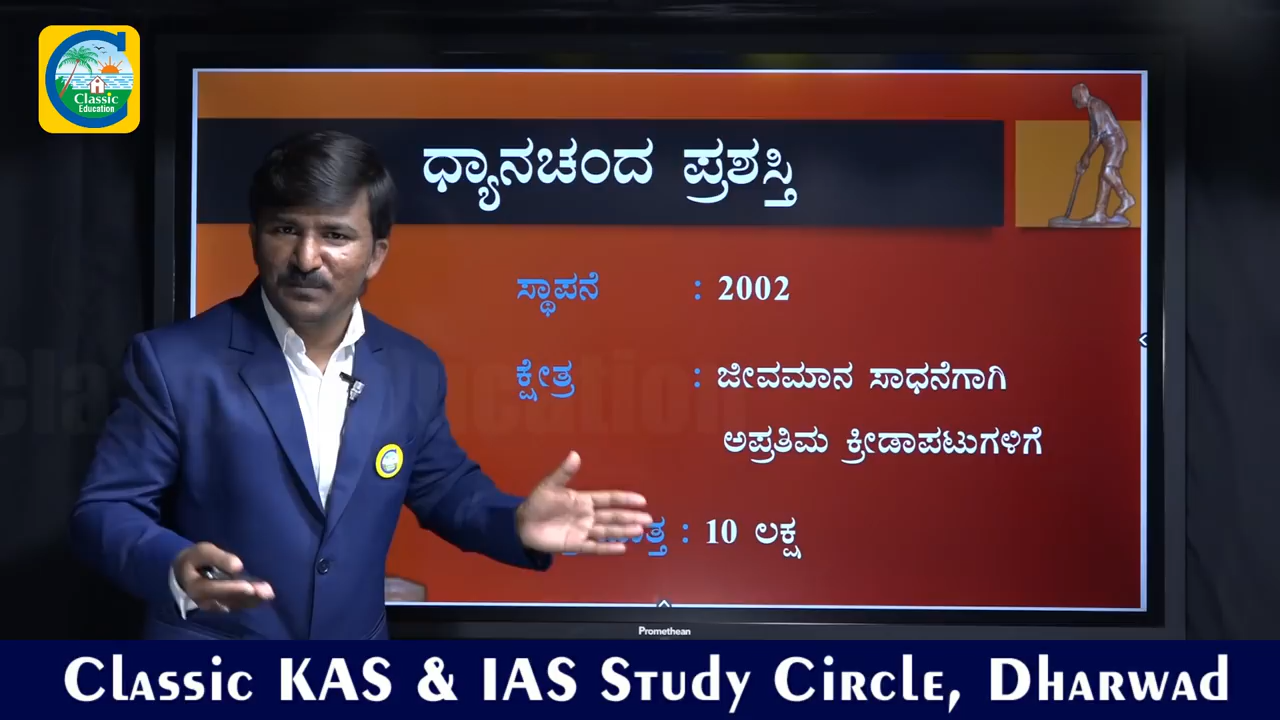 Classic
Education
ಧ್ಯಾನಚಂದ ಪ್ರಶಸ್ತಿ
ಸ್ಥಾಪನೆ : 2002
ಕ್ಷೇತ್ರ : ಜೀವಮಾನ ಸಾಧನೆಗಾಗಿ
ಅಪ್ರತಿಮ ಕ್ರೀಡಾಪಟುಗಳಿಗೆ
: 10 ಲಕ್ಷ
Promethean
Classic KAS & IAS Study Circle, Dharwad